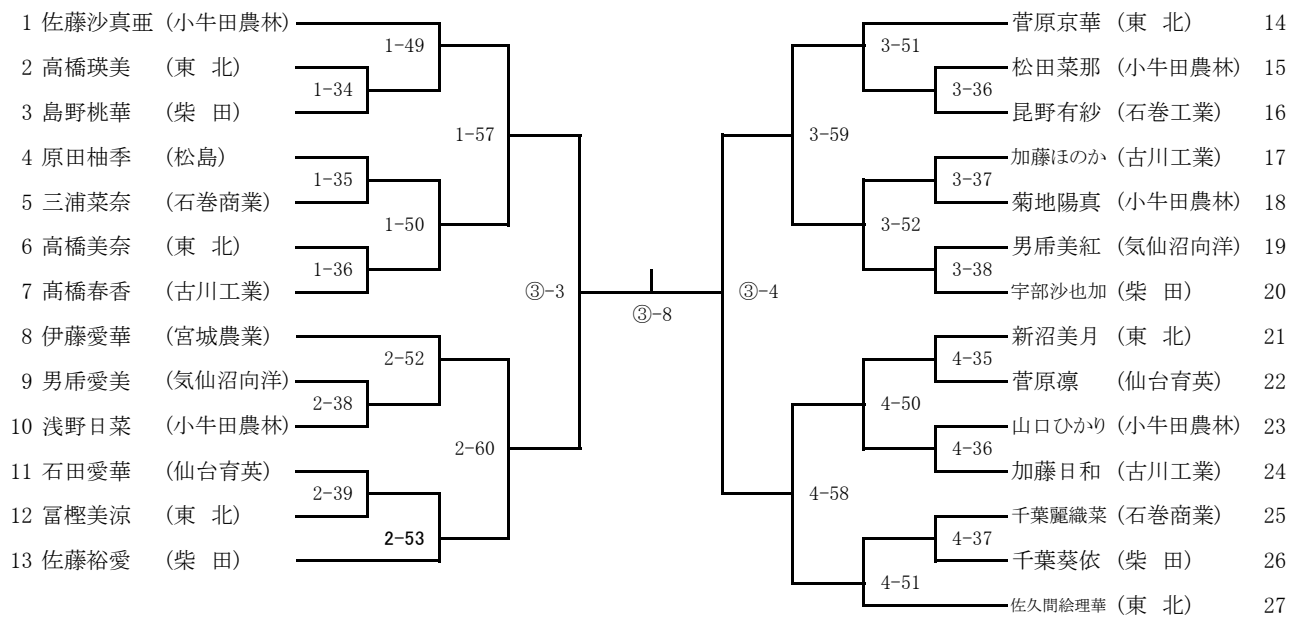 1 佐藤沙真亜 (小牛田農林)
1-49
2 高橋瑛美 (東 北)
1-34
3 島野桃華 (柴 田)
1-57
4 原田柚季 (松島)
1-35
5 三浦菜奈 (石巻商業)
1-50
6 高橋美奈 (東 北)
1-36
7 髙橋春香 (古川工業)
③-3
8 伊藤愛華 (宮城農業)
2-52
9 男乕愛美 (気仙沼向洋)
2-38
10 浅野日菜 (小牛田農林)
2-60
11 石田愛華 (仙台育英)
2-39
12 冨樫美涼 (東 北)
2-53
13 佐藤裕愛 (柴 田)
③-8
菅原京華 (東 北) 14
3-51
松田菜那 (小牛田農林) 15
3-36
昆野有紗 (石巻工業) 16
3-59
加藤ほのか (古川工業) 17
3-37
菊地陽真 (小牛田農林) 18
3-52
男乕美紅 (気仙沼向洋) 19
3-38
宇部沙也加 (柴 田) 20
③-4
新沼美月 (東 北) 21
4-35
菅原凛 (仙台育英) 22
4-50
山口ひかり (小牛田農林) 23
4-36
加藤日和 (古川工業) 24
4-58
千葉麗織菜 (石巻商業) 25
4-37
千葉葵依 (柴 田) 26
4-51
佐久間絵理華 (東 北) 27